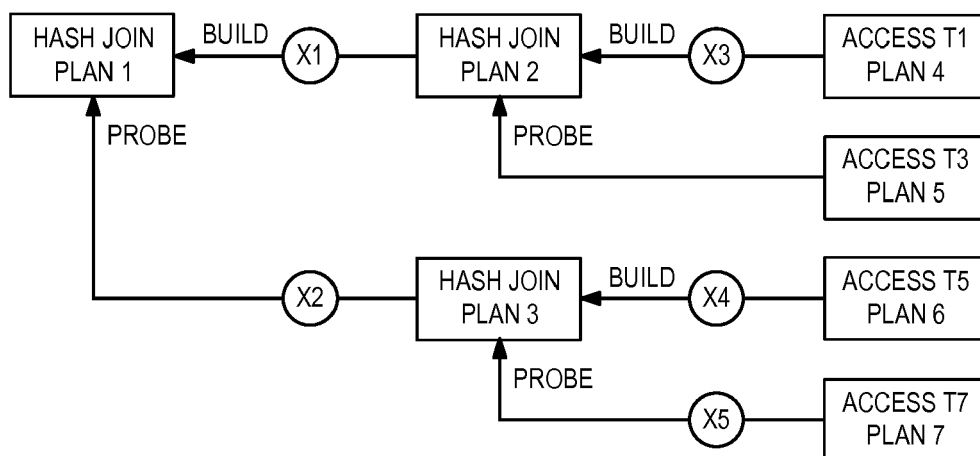 HASH JOIN
PLAN 1
BUILD
X1
HASH JOIN
PLAN 2
BUILD
X3
ACCESS T1
PLAN 4
PROBE
PROBE
ACCESS T3
PLAN 5
X2
HASH JOIN
PLAN 3
BUILD
X4
ACCESS T5
PLAN 6
PROBE
X5
ACCESS T7
PLAN 7